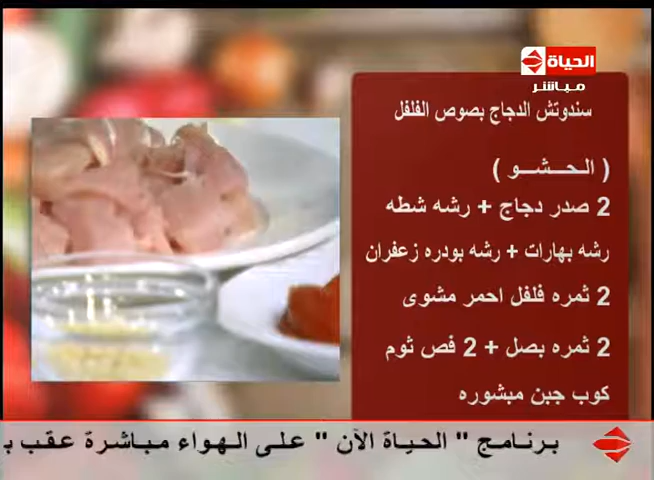 الحياة
مباشر
سندوتش الدجاج بصوص الفلفل
( الحشو )
2 صدر دجاج + رشه شطه
رشه بهارات + رشه بودره زعفران
2 ثمره فلفل احمر مشوى
2 ثمره بصل + 2 فص ثوم
كوب جبن مبشوره
برنامج " الحياة الآن " على الهواء مباشرة عقب